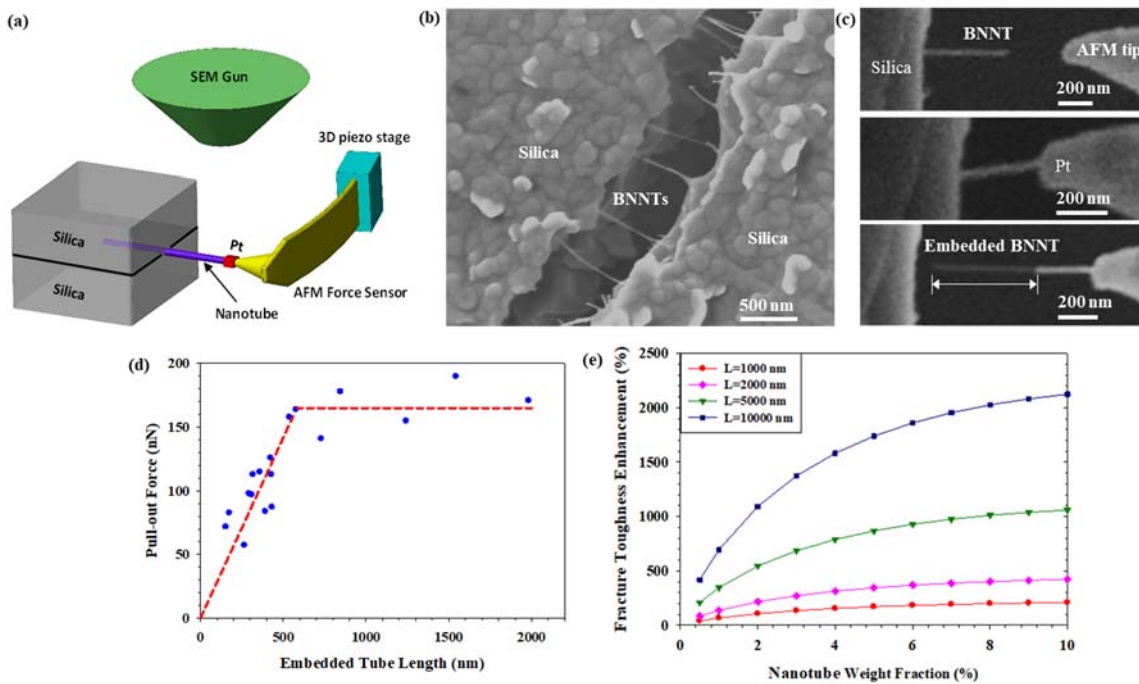 (a)
SEM Gun
3D piezo stage
Silica
Silica
Pt
Nanotube
AFM Force Sensor
(b)
Silica
BNNTs
Silica
500 nm
(c)
BNNT
Silica
AFM tip
200 nm
Pt
200 nm
Embedded BNNT
200 nm
(d)
200
150
100
50
0
0 500 1000 1500 2000
Pull-out Force (nN)
Embedded Tube Length (nm)
(e)
2500
2000
1500
1000
500
0
0 2 4 6 8 10
L=1000 nm
L=2000 nm
L=5000 nm
L=10000 nm
Fracture Toughness Enhancement (%)
Nanotube Weight Fraction (%)